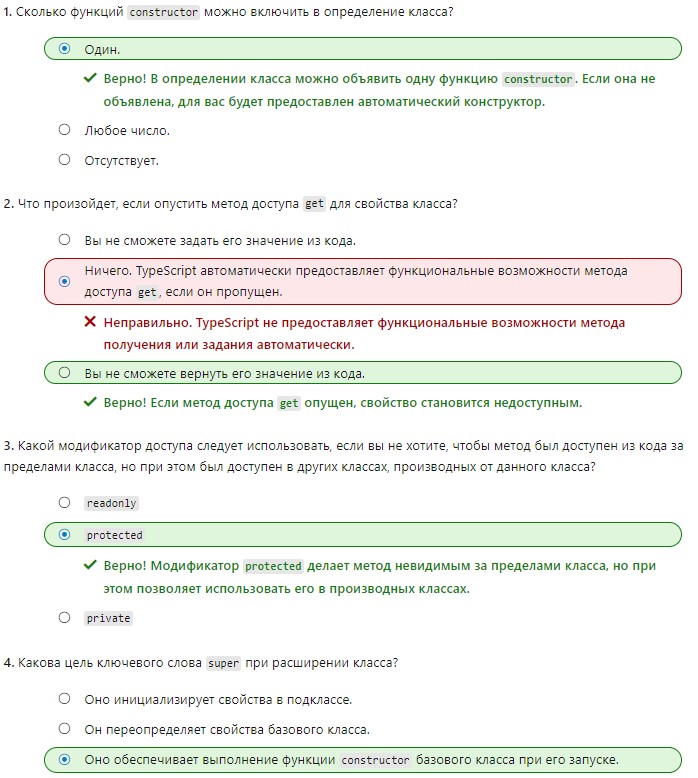 1. Сколько функций constructor можно включить в определение класса?
Один.
Верно! В определении класса можно объявить одну функцию constructor. Если она не
объявлена, для вас будет предоставлен автоматический конструктор.
Любое число.
Отсутствует.
2. Что произойдет, если опустить метод доступа get для свойства класса?
Вы не сможете задать его значение из кода.
Ничего. TypeScript автоматически предоставляет функциональные возможности метода
доступа get, если он пропущен.
Неправильно. TypeScript не предоставляет функциональные возможности метода
получения или задания автоматически.
Вы не сможете вернуть его значение из кода.
Верно! Если метод доступа get опущен, свойство становится недоступным.
3. Какой модификатор доступа следует использовать, если вы не хотите, чтобы метод был доступен из кода за
пределами класса, но при этом был доступен в других классах, производных от данного класса?
readonly
protected
Верно! Модификатор protected делает метод невидимым за пределами класса, но при
этом позволяет использовать его в производных классах.
private
4. Какова цель ключевого слова super при расширении класса?
Оно инициализирует свойства в подклассе.
Он переопределяет свойства базового класса.
Оно обеспечивает выполнение функции constructor базового класса при его запуске.